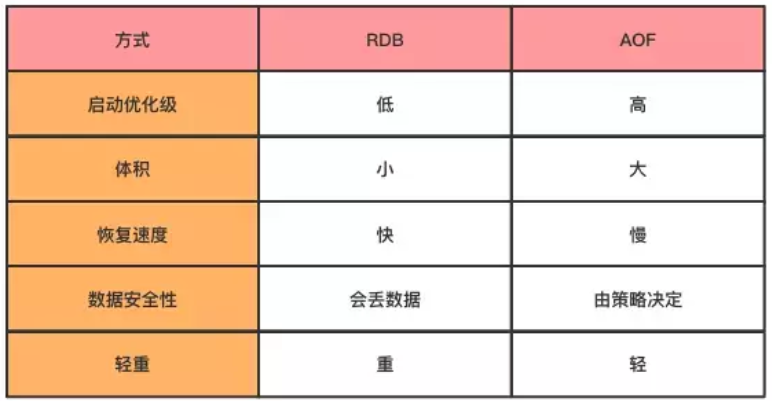 方式 RDB AOF
启动优化级 低 高
体积 小 大
恢复速度 快 慢
数据安全性 会丢数据 由策略决定
轻重 重 轻